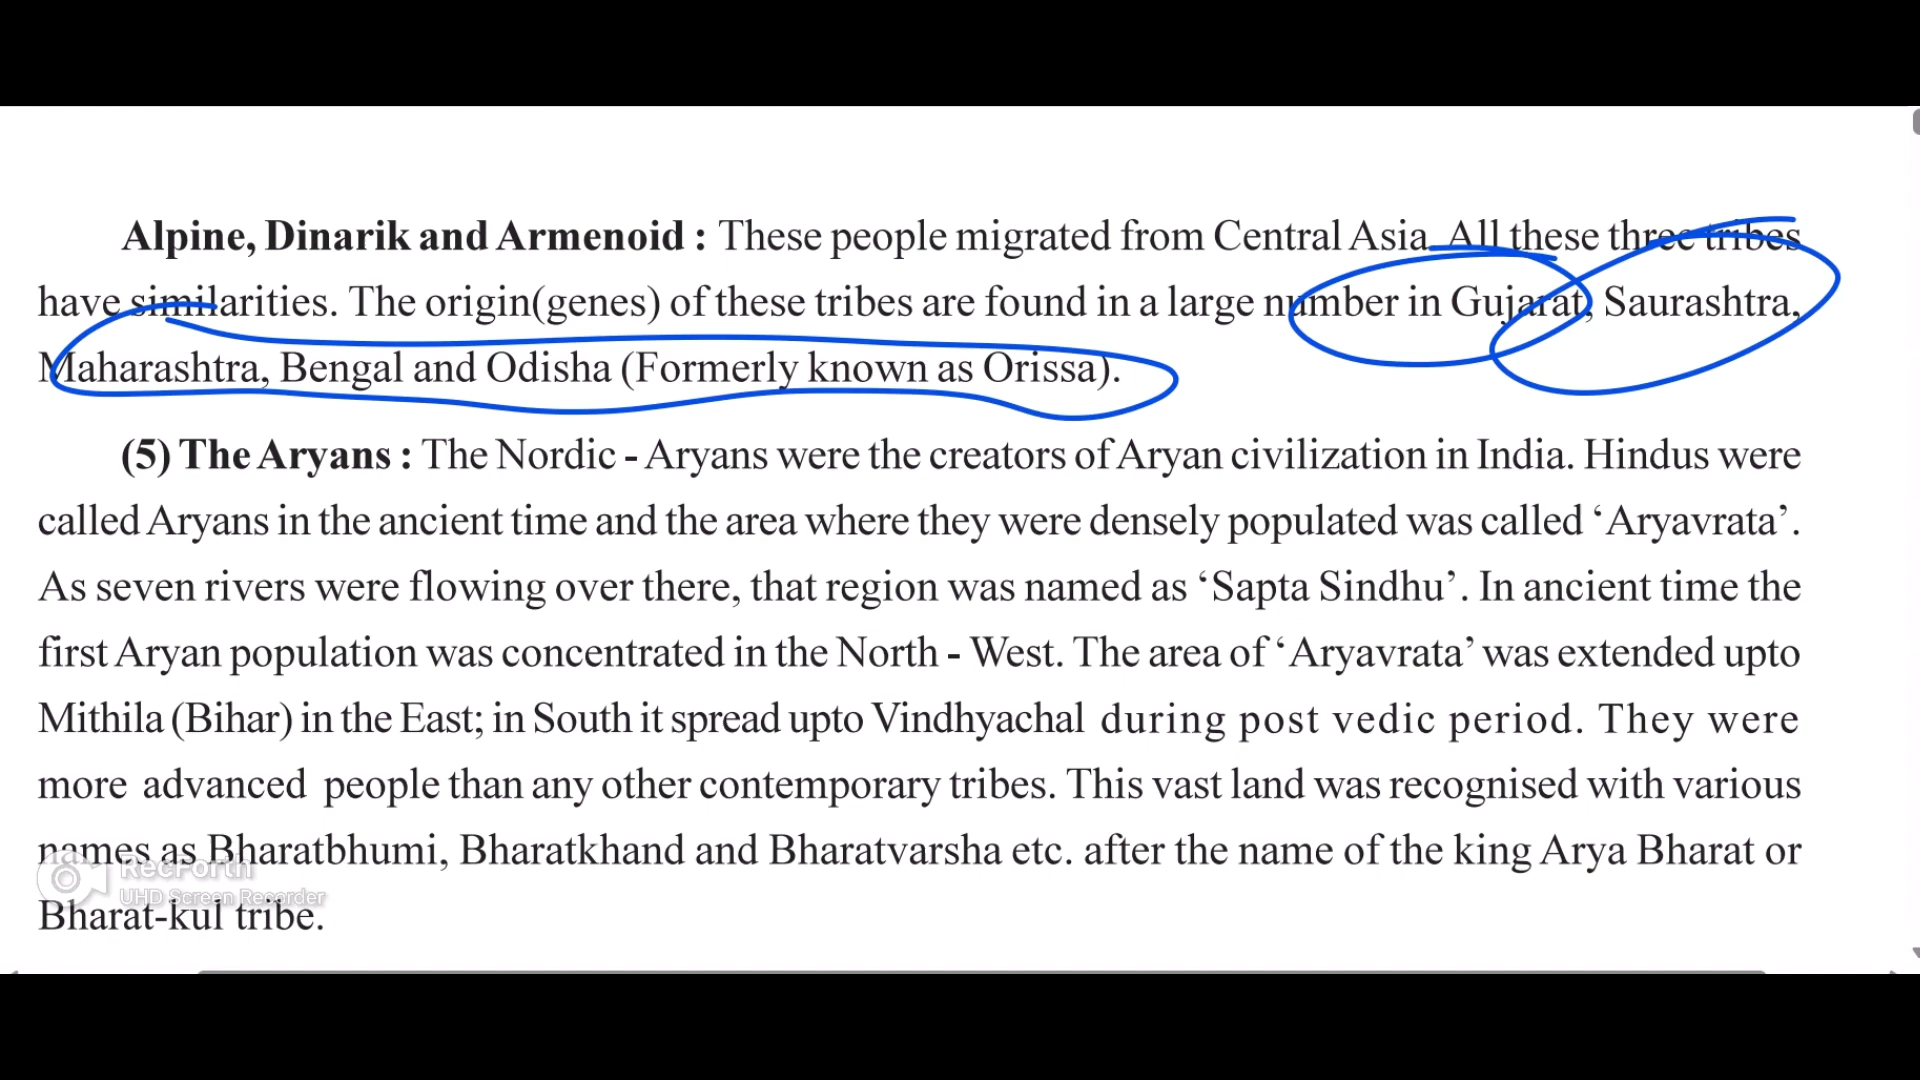 Alpine, Dinarik and Armenoid : These people migrated from Central Asia. All these three tribes
have similarities. The origin(genes) of these tribes are found in a large number in Gujarat, Saurashtra,
Maharashtra, Bengal and Odisha (Formerly known as Orissa).
(5) The Aryans : The Nordic - Aryans were the creators of Aryan civilization in India. Hindus were
called Aryans in the ancient time and the area where they were densely populated was called ‘Aryavrata’.
As seven rivers were flowing over there, that region was named as ‘Sapta Sindhu’. In ancient time the
first Aryan population was concentrated in the North - West. The area of ‘Aryavrata’ was extended upto
Mithila (Bihar) in the East; in South it spread upto Vindhyachal during post vedic period. They were
more advanced people than any other contemporary tribes. This vast land was recognised with various
names as Bharatbhumi, Bharatkhand and Bharatvarsha etc. after the name of the king Arya Bharat or
RecForth
UHD Screen Recorder
Bharat-kul tribe.